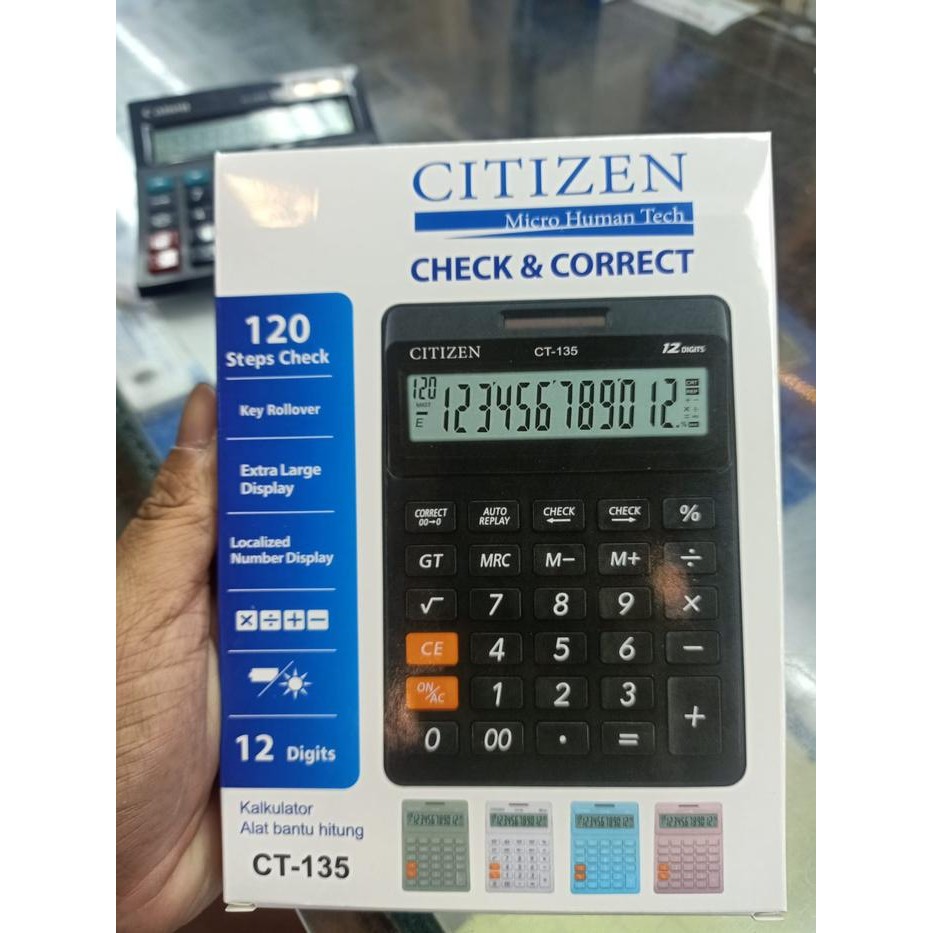 CITIZEN
Micro Human Tech
CHECK & CORRECT
120
Steps Check
Key Rollover
Extra Large
Display
Localized
Number Display
× ÷ + −
12 Digits
CITIZEN CT-135 12 DIGITS
120
E 123456789012.
CORRECT 00→0 AUTO REPLAY CHECK ← CHECK → %
GT MRC M− M+ ÷
√ 7 8 9 ×
CE 4 5 6 −
ON/AC 1 2 3 +
0 00 . =
Kalkulator
Alat bantu hitung
CT-135